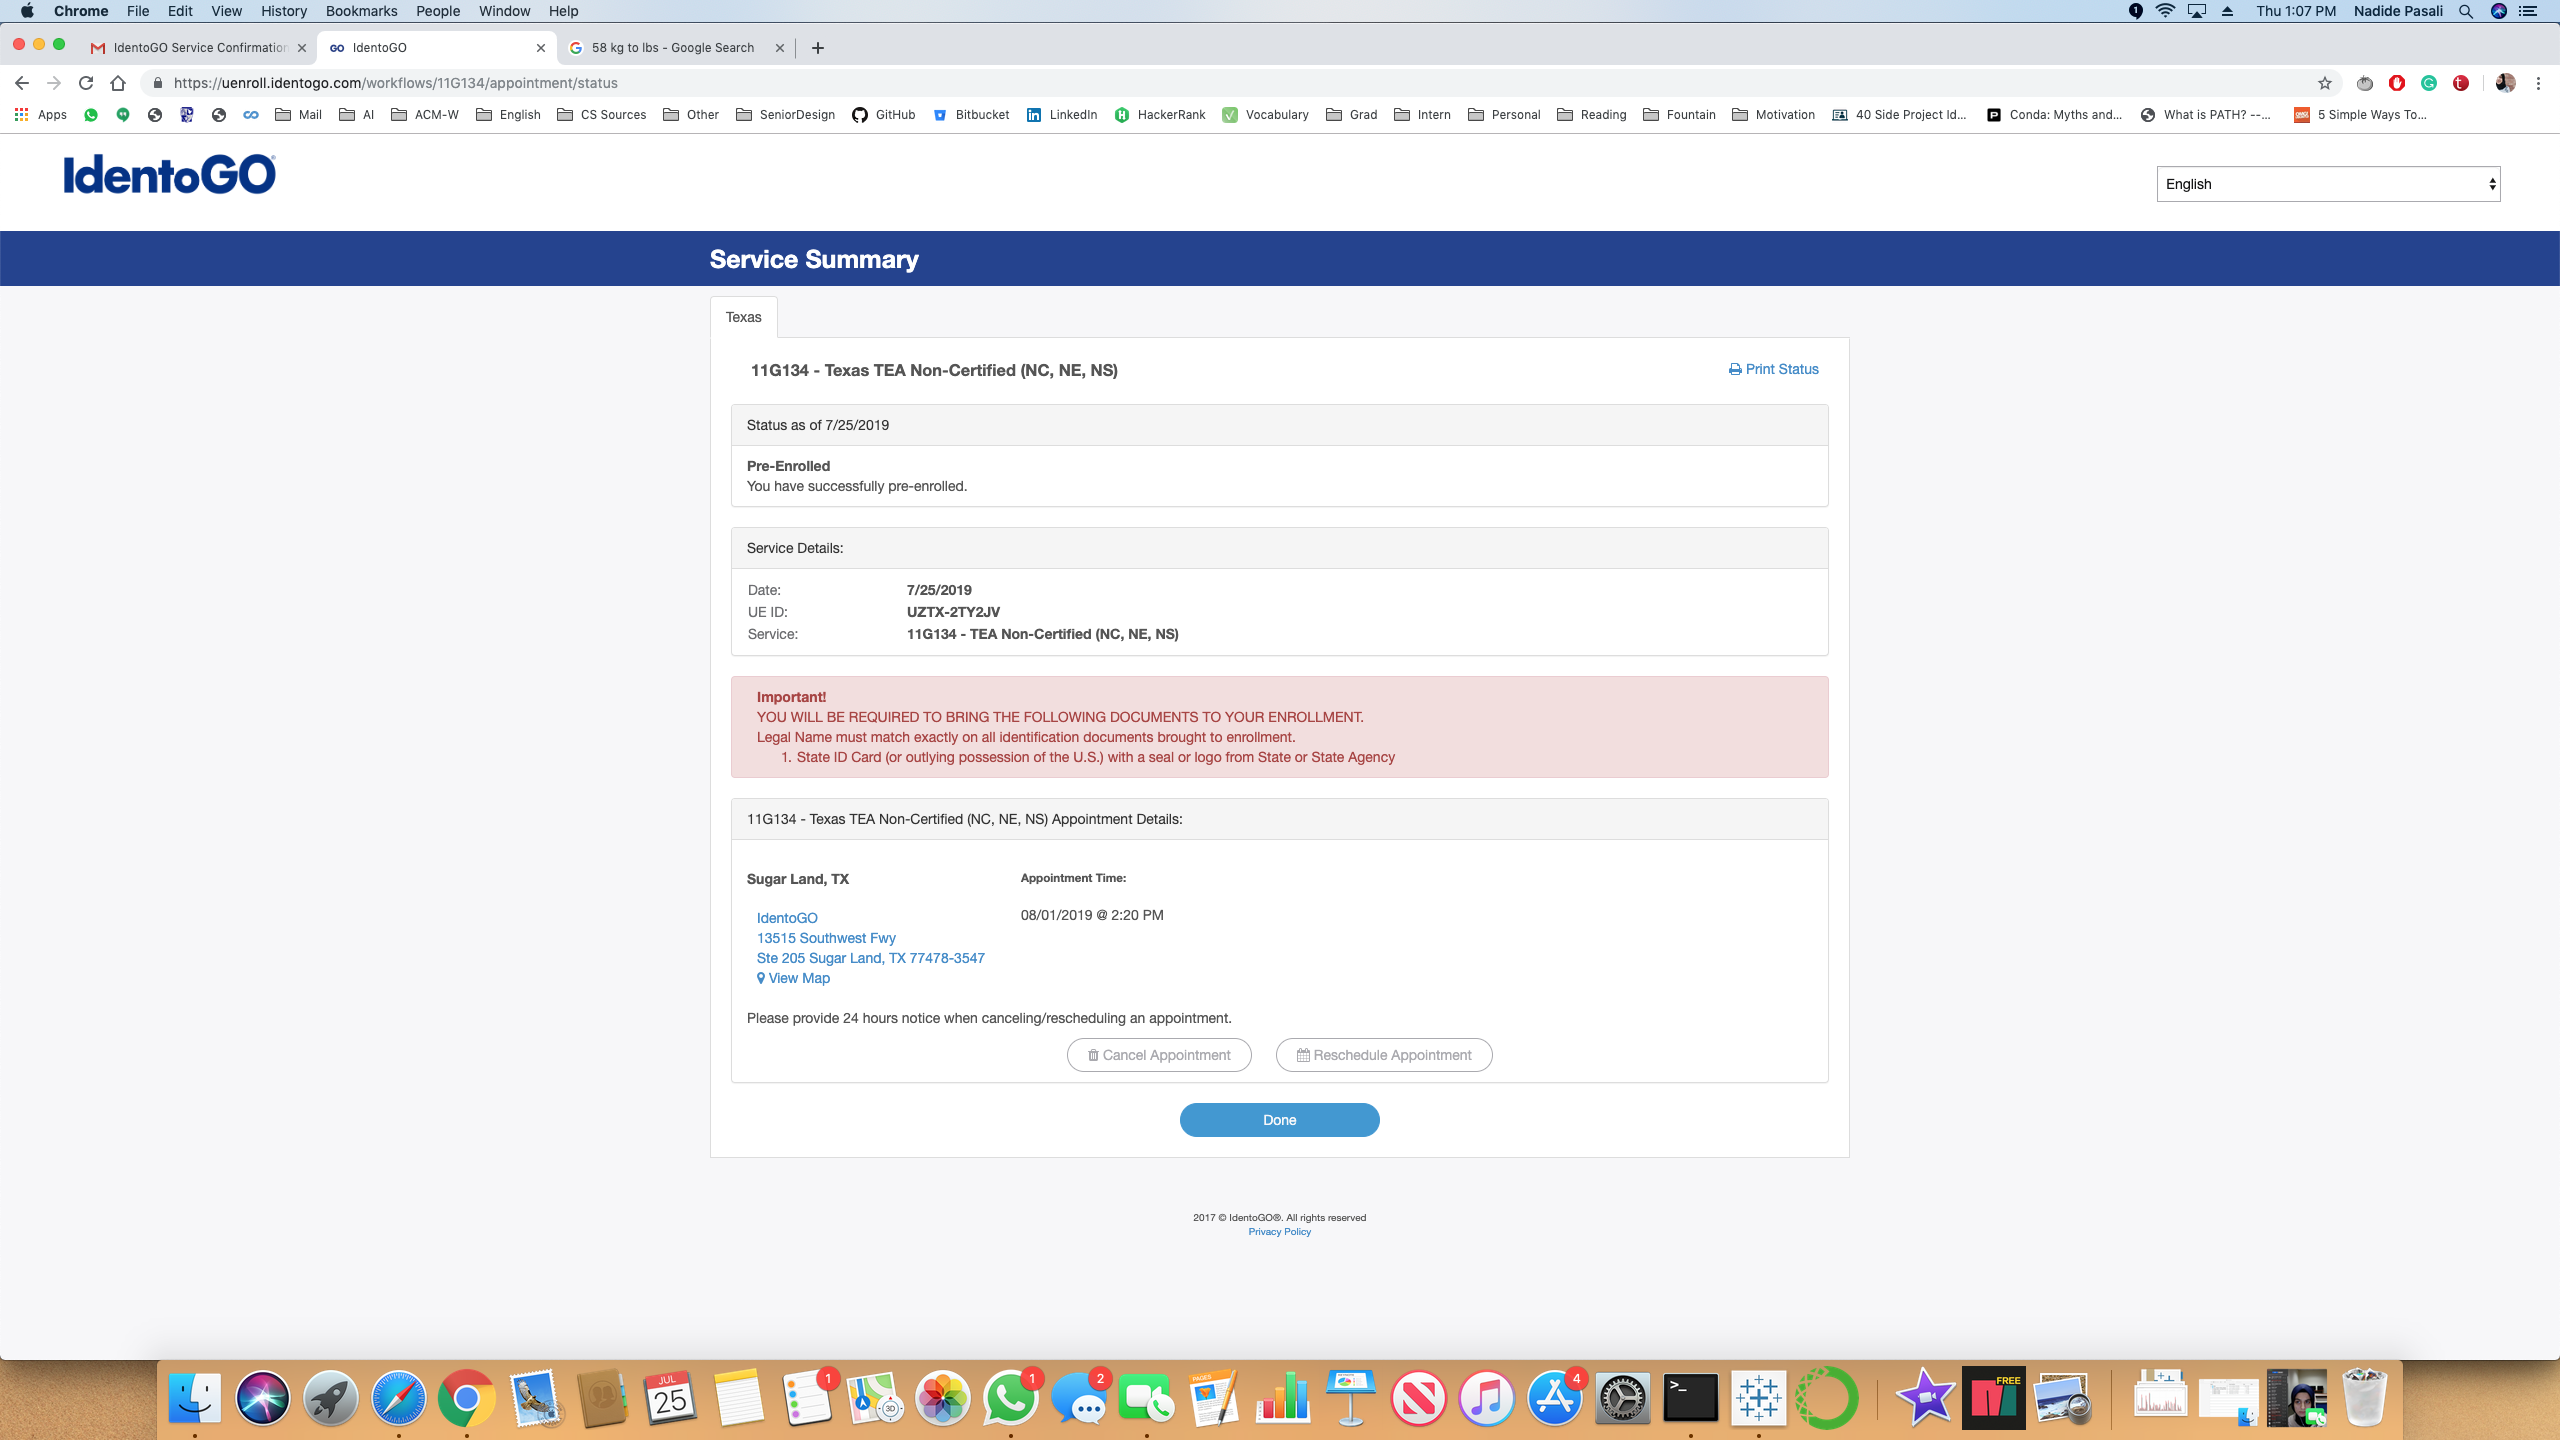 Chrome File Edit View History Bookmarks People Window Help
1 Thu 1:07 PM Nadide Pasali
IdentoGO Service Confirmation GO IdentoGO 58 kg to lbs - Google Search
https://uenroll.identogo.com/workflows/11G134/appointment/status
Apps Mail AI ACM-W English CS Sources Other SeniorDesign GitHub Bitbucket LinkedIn HackerRank Vocabulary Grad Intern Personal Reading Fountain Motivation 40 Side Project Id... Conda: Myths and... What is PATH? --... 5 Simple Ways To...
IdentoGO
English
Service Summary
Texas
11G134 - Texas TEA Non-Certified (NC, NE, NS)
Print Status
Status as of 7/25/2019
Pre-Enrolled
You have successfully pre-enrolled.
Service Details:
Date: 7/25/2019
UE ID: UZTX-2TY2JV
Service: 11G134 - TEA Non-Certified (NC, NE, NS)
Important!
YOU WILL BE REQUIRED TO BRING THE FOLLOWING DOCUMENTS TO YOUR ENROLLMENT.
Legal Name must match exactly on all identification documents brought to enrollment.
1. State ID Card (or outlying possession of the U.S.) with a seal or logo from State or State Agency
11G134 - Texas TEA Non-Certified (NC, NE, NS) Appointment Details:
Sugar Land, TX
Appointment Time:
IdentoGO
08/01/2019 @ 2:20 PM
13515 Southwest Fwy
Ste 205 Sugar Land, TX 77478-3547
View Map
Please provide 24 hours notice when canceling/rescheduling an appointment.
Cancel Appointment Reschedule Appointment
Done
2017 © IdentoGO®. All rights reserved
Privacy Policy
JUL
25
1
3D
1
2
PAGES
4
FREE